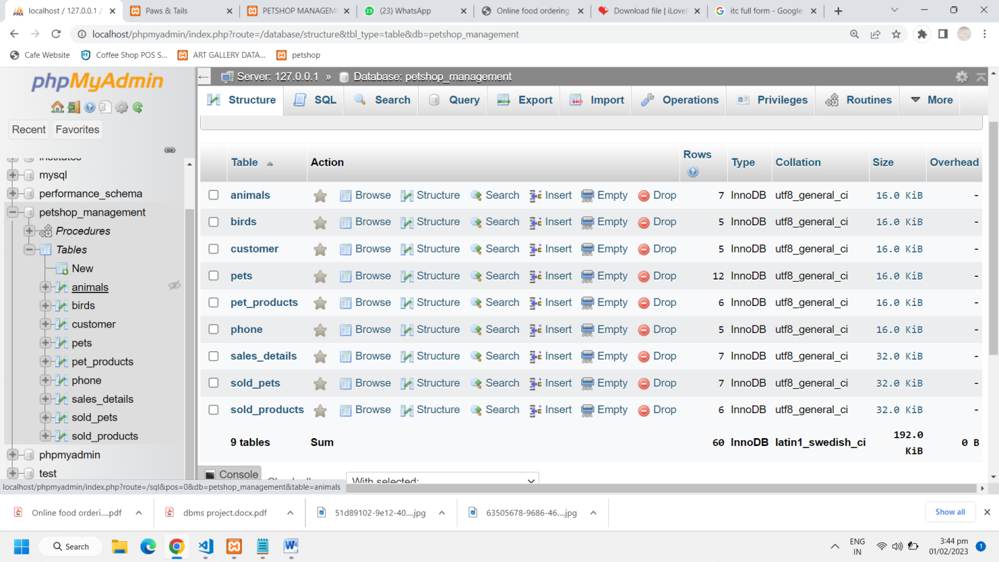 localhost / 127.0.0.1 /
Paws & Tails
PETSHOP MANAGEM
(23) WhatsApp
Online food ordering
Download file | iLoveP
itc full form - Google
localhost/phpmyadmin/index.php?route=/database/structure&tbl_type=table&db=petshop_management
Cafe Website
Coffee Shop POS S...
ART GALLERY DATA...
petshop
phpMyAdmin
Recent
Favorites
institutes
mysql
performance_schema
petshop_management
Procedures
Tables
New
animals
birds
customer
pets
pet_products
phone
sales_details
sold_pets
sold_products
phpmyadmin
test
Server: 127.0.0.1 » Database: petshop_management
Structure SQL Search Query Export Import Operations Privileges Routines More
Table Action Rows Type Collation Size Overhead
animals Browse Structure Search Insert Empty Drop 7 InnoDB utf8_general_ci 16.0 KiB -
birds Browse Structure Search Insert Empty Drop 5 InnoDB utf8_general_ci 16.0 KiB -
customer Browse Structure Search Insert Empty Drop 5 InnoDB utf8_general_ci 16.0 KiB -
pets Browse Structure Search Insert Empty Drop 12 InnoDB utf8_general_ci 16.0 KiB -
pet_products Browse Structure Search Insert Empty Drop 6 InnoDB utf8_general_ci 16.0 KiB -
phone Browse Structure Search Insert Empty Drop 5 InnoDB utf8_general_ci 16.0 KiB -
sales_details Browse Structure Search Insert Empty Drop 7 InnoDB utf8_general_ci 32.0 KiB -
sold_pets Browse Structure Search Insert Empty Drop 7 InnoDB utf8_general_ci 32.0 KiB -
sold_products Browse Structure Search Insert Empty Drop 6 InnoDB utf8_general_ci 32.0 KiB -
9 tables Sum 60 InnoDB latin1_swedish_ci 192.0 KiB 0 B
Console
With selected:
localhost/phpmyadmin/index.php?route=/sql&pos=0&db=petshop_management&table=animals
Online food orderi....pdf
dbms project.docx.pdf
51d89102-9e12-40....jpg
63505678-9686-46....jpg
Show all
Search
ENG
IN
3:44 pm
01/02/2023
1